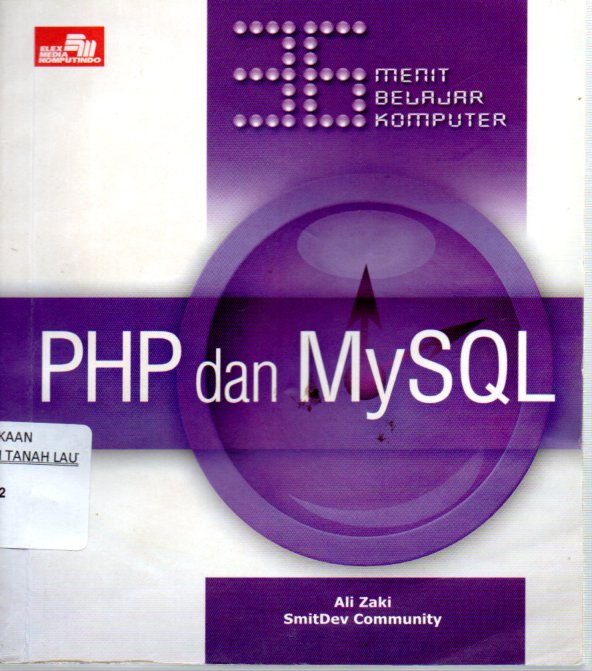 ELEX
MEDIA
KOMPUTINDO
36
MENIT
BELAJAR
KOMPUTER
PHP dan MySQL
KAAN
TANAH LAUT
2
Ali Zaki
SmitDev Community